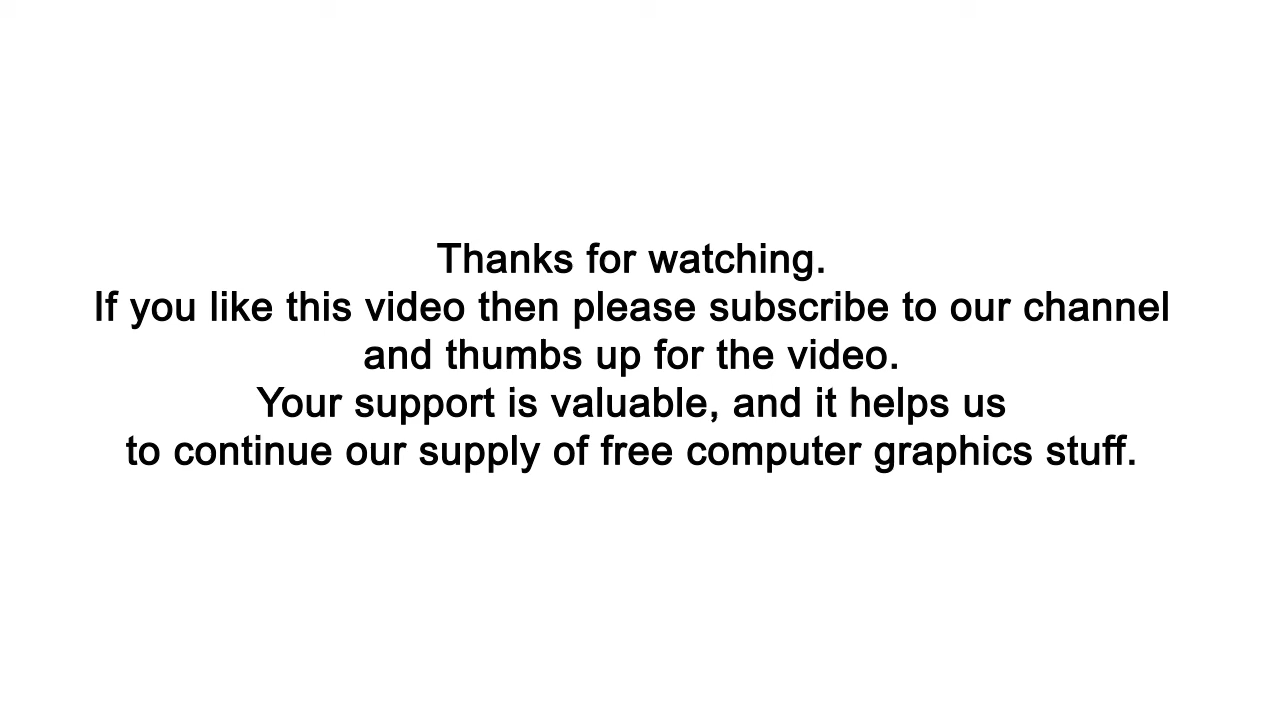 Thanks for watching.
If you like this video then please subscribe to our channel
and thumbs up for the video.
Your support is valuable, and it helps us
to continue our supply of free computer graphics stuff.